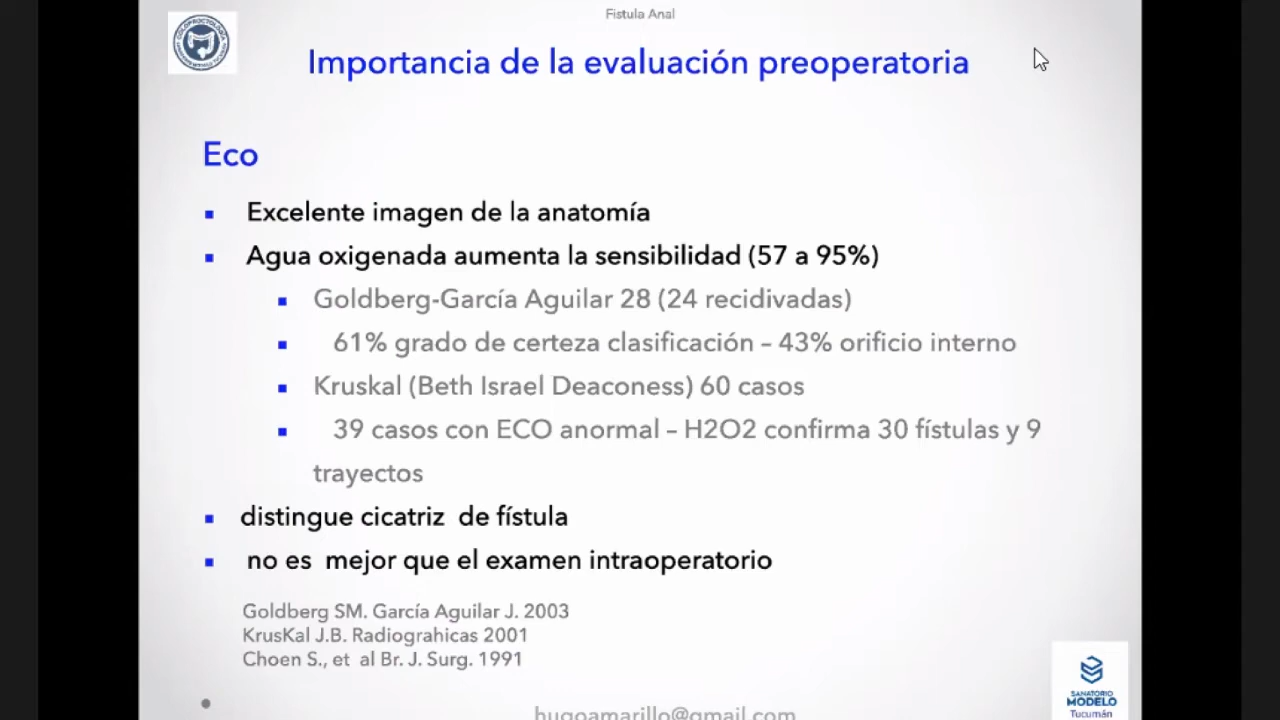 Fistula Anal
Importancia de la evaluación preoperatoria
Eco
Excelente imagen de la anatomía
Agua oxigenada aumenta la sensibilidad (57 a 95%)
Goldberg-García Aguilar 28 (24 recidivadas)
61% grado de certeza clasificación – 43% orificio interno
Kruskal (Beth Israel Deaconess) 60 casos
39 casos con ECO anormal – H2O2 confirma 30 fístulas y 9
trayectos
distingue cicatriz de fístula
no es mejor que el examen intraoperatorio
Goldberg SM. García Aguilar J. 2003
KrusKal J.B. Radiograhicas 2001
Choen S., et al Br. J. Surg. 1991
SANATORIO
MODELO
Tucumán
hugoamarillo@gmail.com